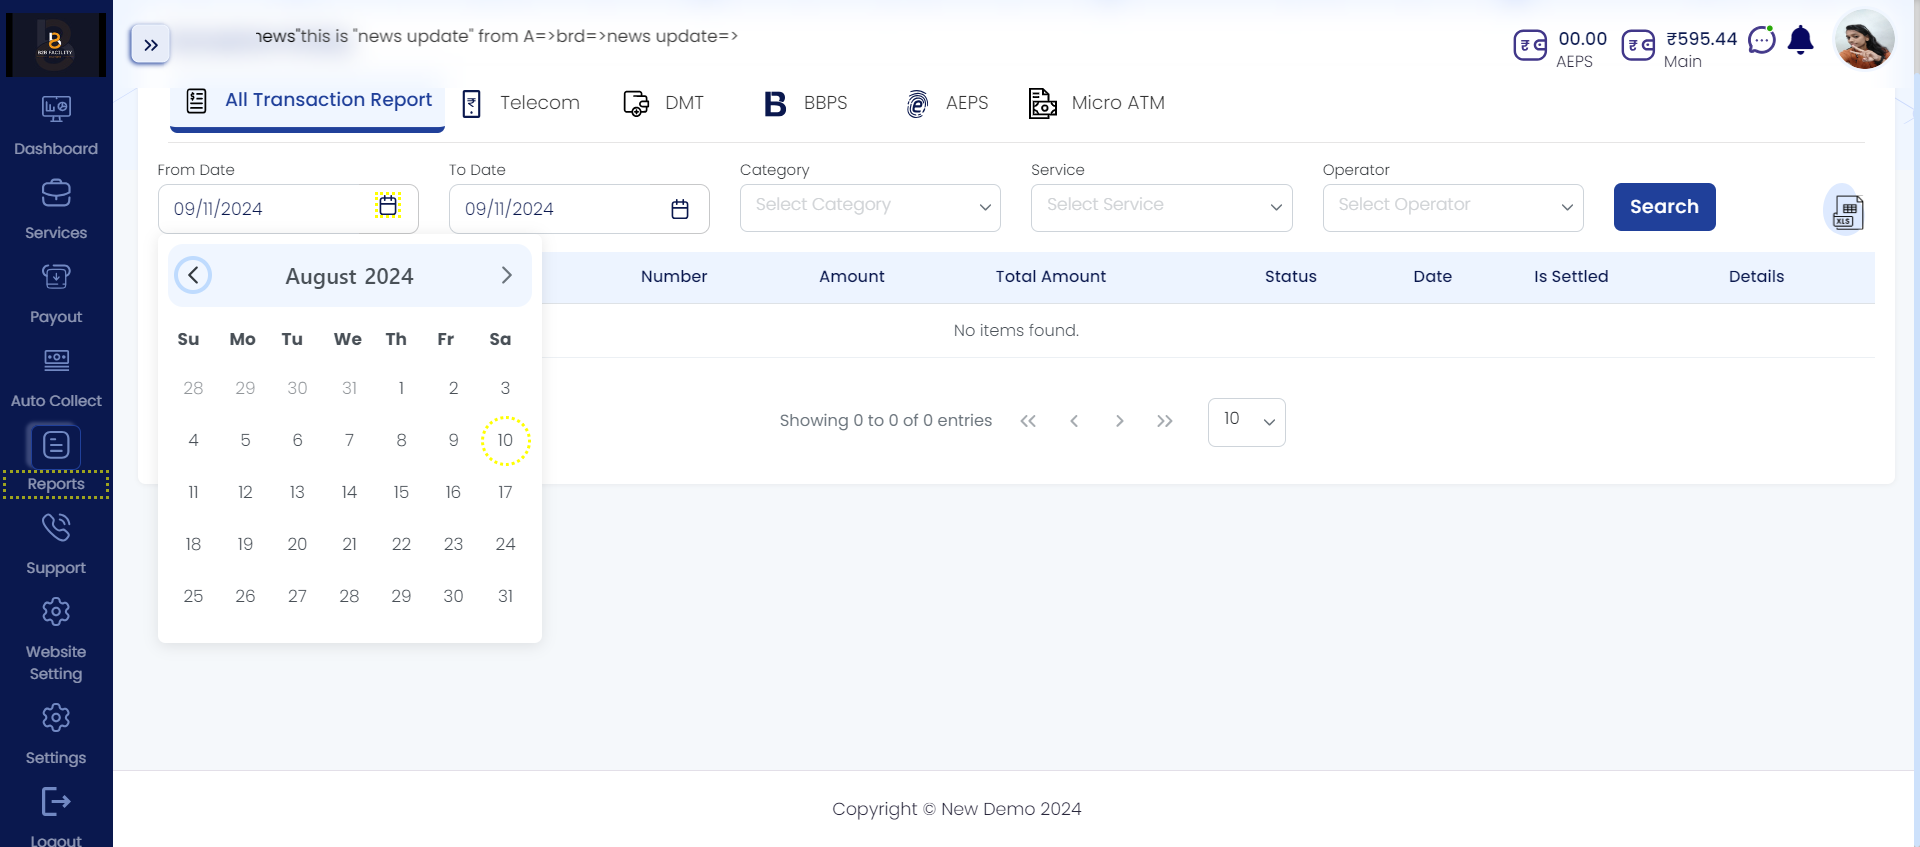 B2B FACILITY
news"this is "news update" from A=>brd=>news update=>
00.00
AEPS
₹595.44
Main
Dashboard
Services
Payout
Auto Collect
Reports
Support
Website
Setting
Settings
Logout
All Transaction Report
Telecom
DMT
BBPS
AEPS
Micro ATM
From Date
To Date
Category
Service
Operator
09/11/2024
09/11/2024
Select Category
Select Service
Select Operator
Search
XLS
August 2024
Number Amount Total Amount Status Date Is Settled Details
No items found.
Su Mo Tu We Th Fr Sa
28 29 30 31 1 2 3
4 5 6 7 8 9 10
11 12 13 14 15 16 17
18 19 20 21 22 23 24
25 26 27 28 29 30 31
Showing 0 to 0 of 0 entries
10
Copyright © New Demo 2024